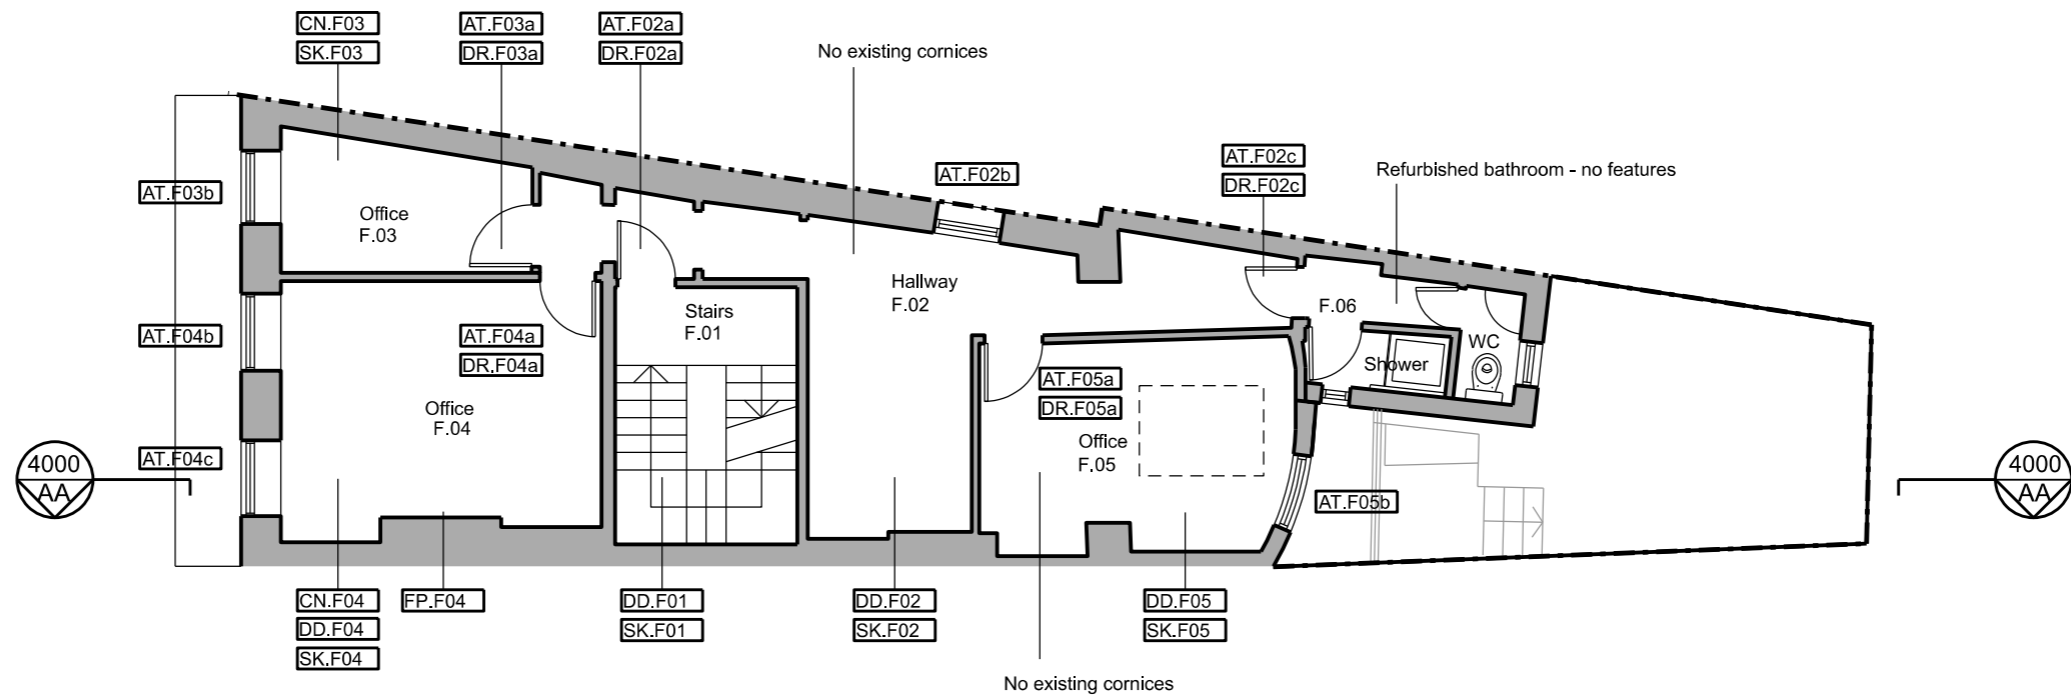 CN.F03
SK.F03
AT.F03a
DR.F03a
AT.F02a
DR.F02a
No existing cornices
AT.F02b
AT.F02c
DR.F02c
Refurbished bathroom - no features
AT.F03b
Office
F.03
Hallway
F.02
Stairs
F.01
F.06
AT.F04b
AT.F04a
DR.F04a
WC
Shower
AT.F05a
DR.F05a
Office
F.04
Office
F.05
AT.F04c
4000
AA
4000
AA
AT.F05b
CN.F04
DD.F04
SK.F04
FP.F04
DD.F01
SK.F01
DD.F02
SK.F02
DD.F05
SK.F05
No existing cornices